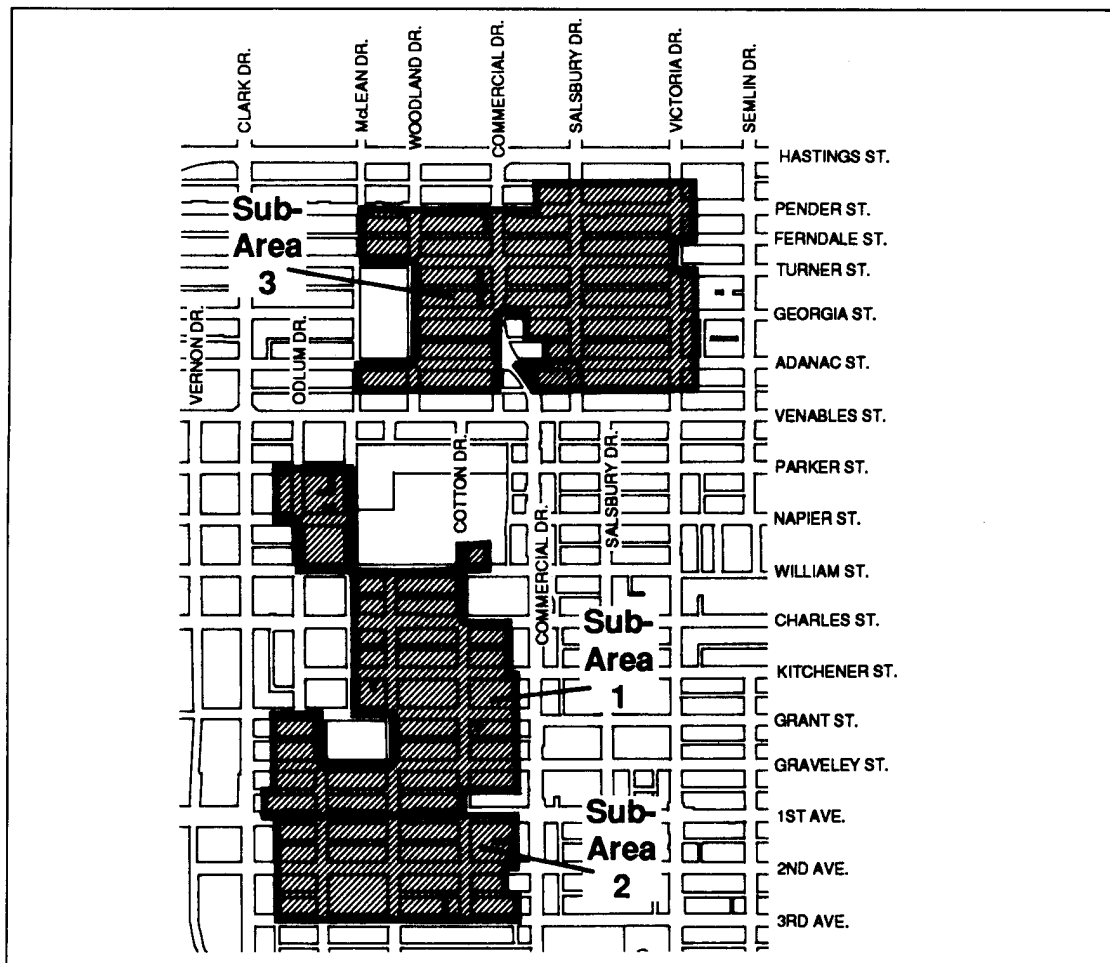 CLARK DR.
McLEAN DR.
WOODLAND DR.
COMMERCIAL DR.
SALSBURY DR.
VICTORIA DR.
SEMLIN DR.
HASTINGS ST.
Sub-
Area
3
PENDER ST.
FERNDALE ST.
TURNER ST.
GEORGIA ST.
ADANAC ST.
VERNON DR.
ODLUM DR.
VENABLES ST.
PARKER ST.
COTTON DR.
SALSBURY DR.
NAPIER ST.
WILLIAM ST.
COMMERCIAL DR.
CHARLES ST.
Sub-
Area
1
KITCHENER ST.
GRANT ST.
GRAVELEY ST.
Sub-
Area
2
1ST AVE.
2ND AVE.
3RD AVE.